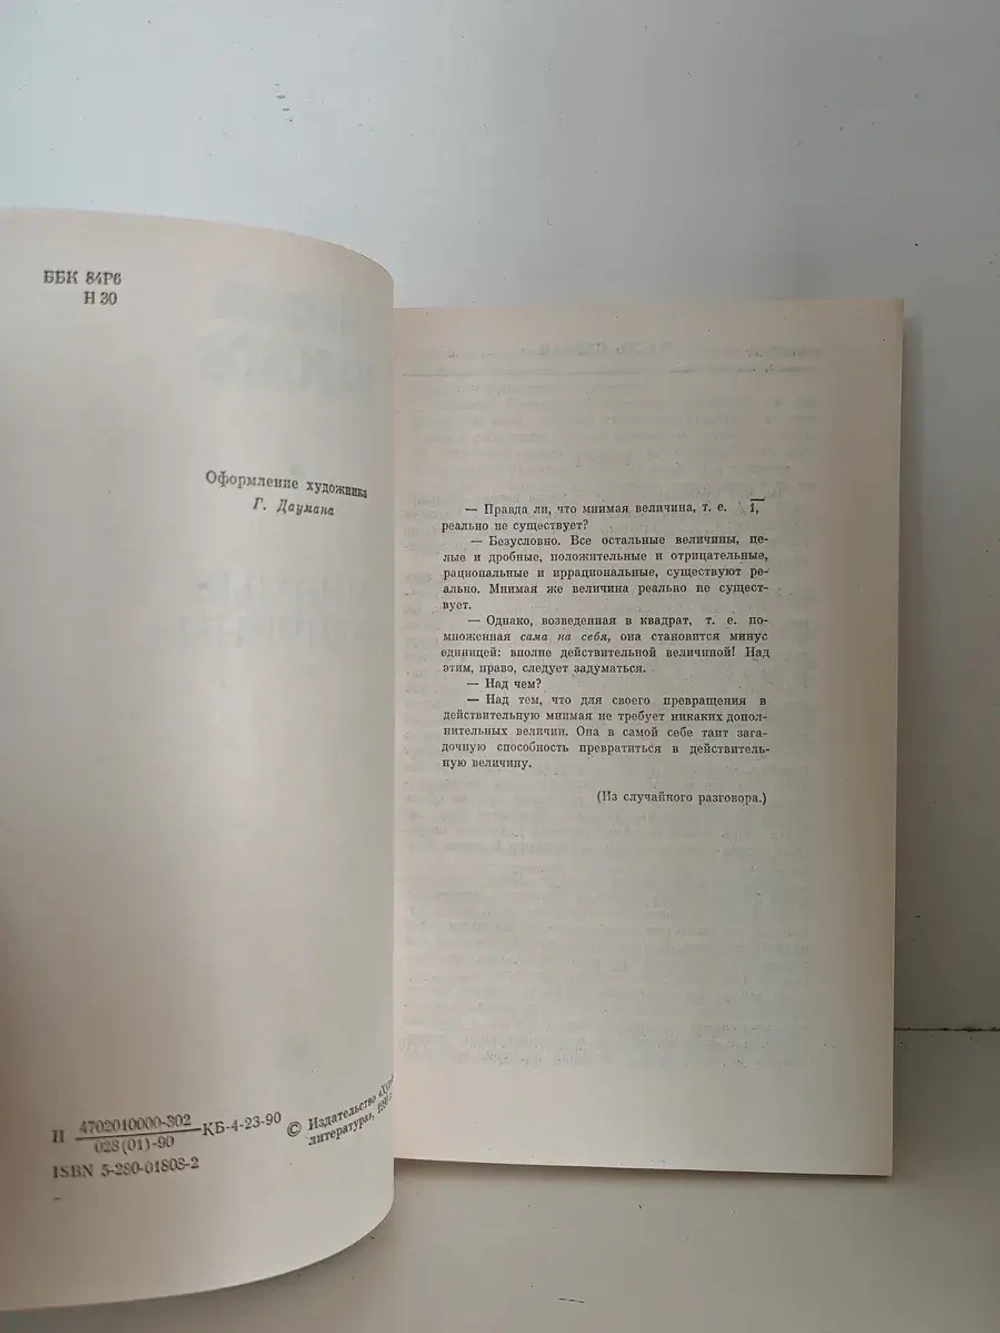 ББК 84Р6
Н 30
Оформление художника
Г. Даумана
Н 4702010000-302 КБ-4-23-90
028(01)-90
ISBN 5-280-01808-2
© Издательство
литература»,
— Правда ли, что мнимая величина, т. е. 1,
реально не существует?
— Безусловно. Все остальные величины, це-
лые и дробные, положительные и отрицательные,
рациональные и иррациональные, существуют ре-
ально. Мнимая же величина реально не сущест-
вует.
— Однако, возведенная в квадрат, т. е. по-
множенная сама на себя, она становится минус
единицей: вполне действительной величиной! Над
этим, право, следует задуматься.
— Над чем?
— Над тем, что для своего превращения в
действительную мнимая не требует никаких допол-
нительных величин. Она в самой себе таит зага-
дочную способность превратиться в действитель-
ную величину.
(Из случайного разговора.)